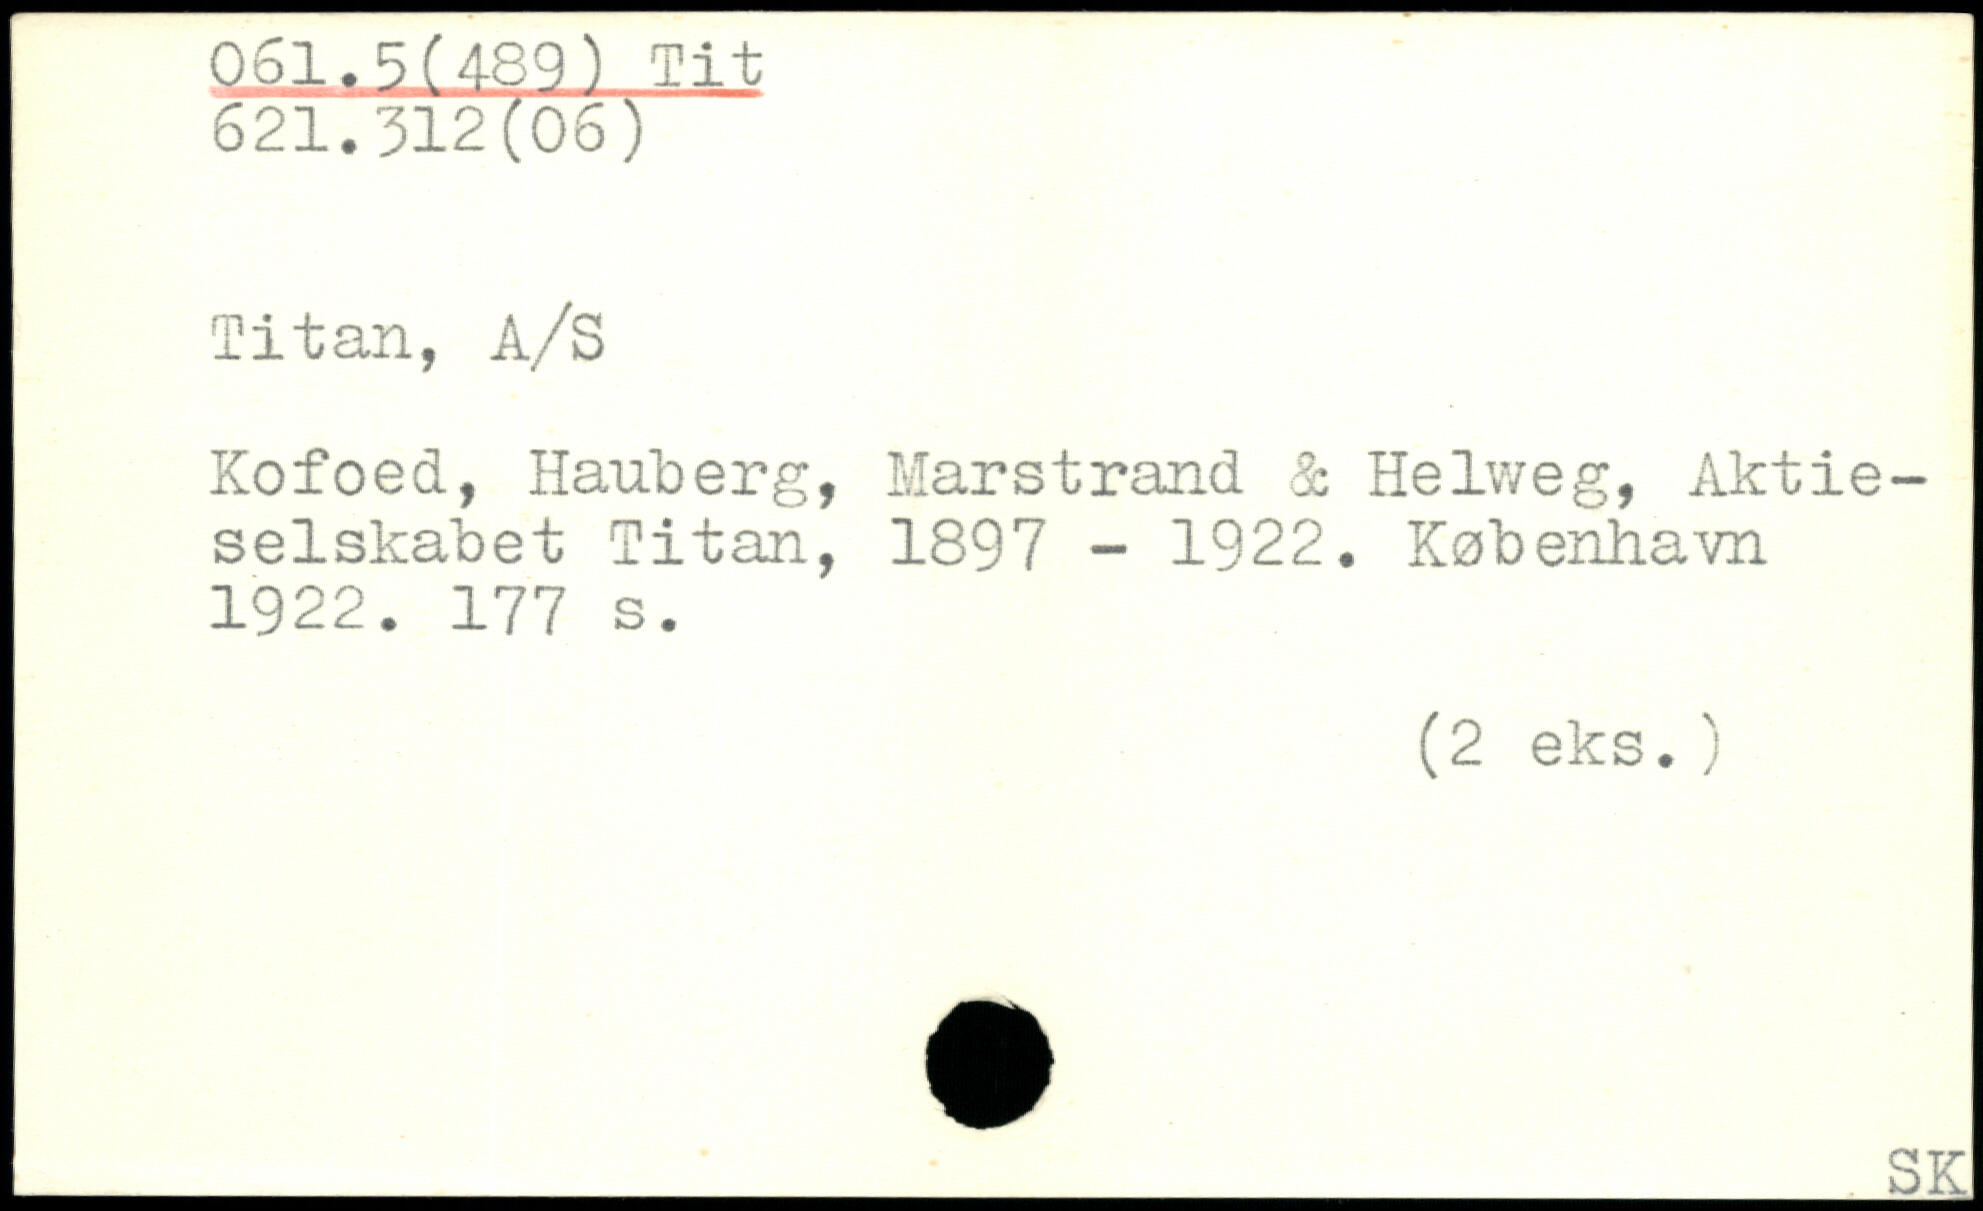 061.5(489) Tit
621.312(06)
Titan, A/S
Kofoed, Hauberg, Marstrand & Helweg, Aktie-
selskabet Titan, 1897 - 1922. København
1922. 177 s.
(2 eks.)
SK